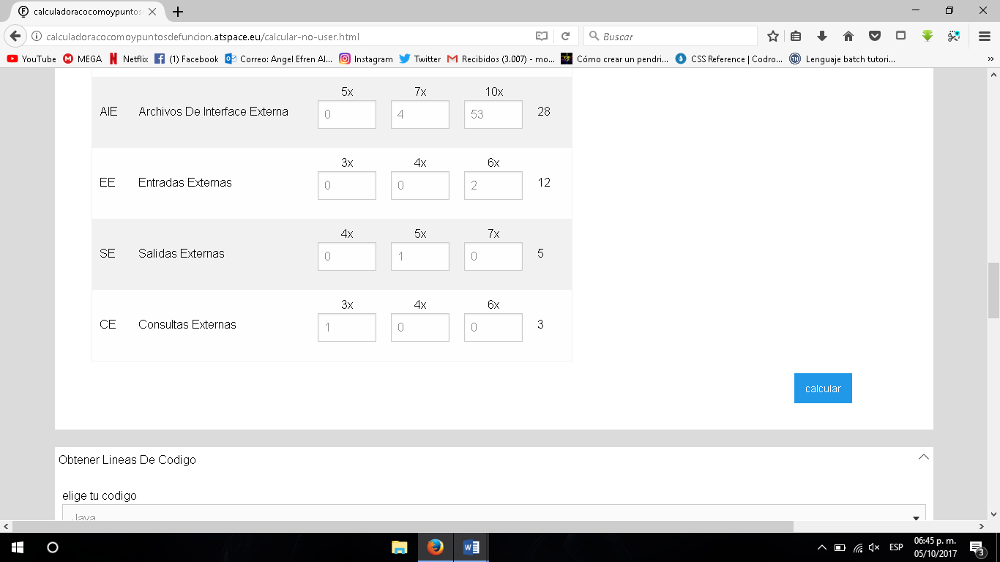 calculadoracocomoypuntos
calculadoracocomoypuntosdefuncion.atspace.eu/calcular-no-user.html
Buscar
YouTube MEGA Netflix (1) Facebook Correo: Angel Efren Al... Instagram Twitter Recibidos (3.007) - mo... Cómo crear un pendri... CSS Reference | Codro... Lenguaje batch tutori...
5x 7x 10x
AIE Archivos De Interface Externa 0 4 53 28
3x 4x 6x
EE Entradas Externas 0 0 2 12
4x 5x 7x
SE Salidas Externas 0 1 0 5
3x 4x 6x
CE Consultas Externas 1 0 0 3
calcular
Obtener Lineas De Codigo
elige tu codigo
Java
ESP
06:45 p. m.
05/10/2017
3